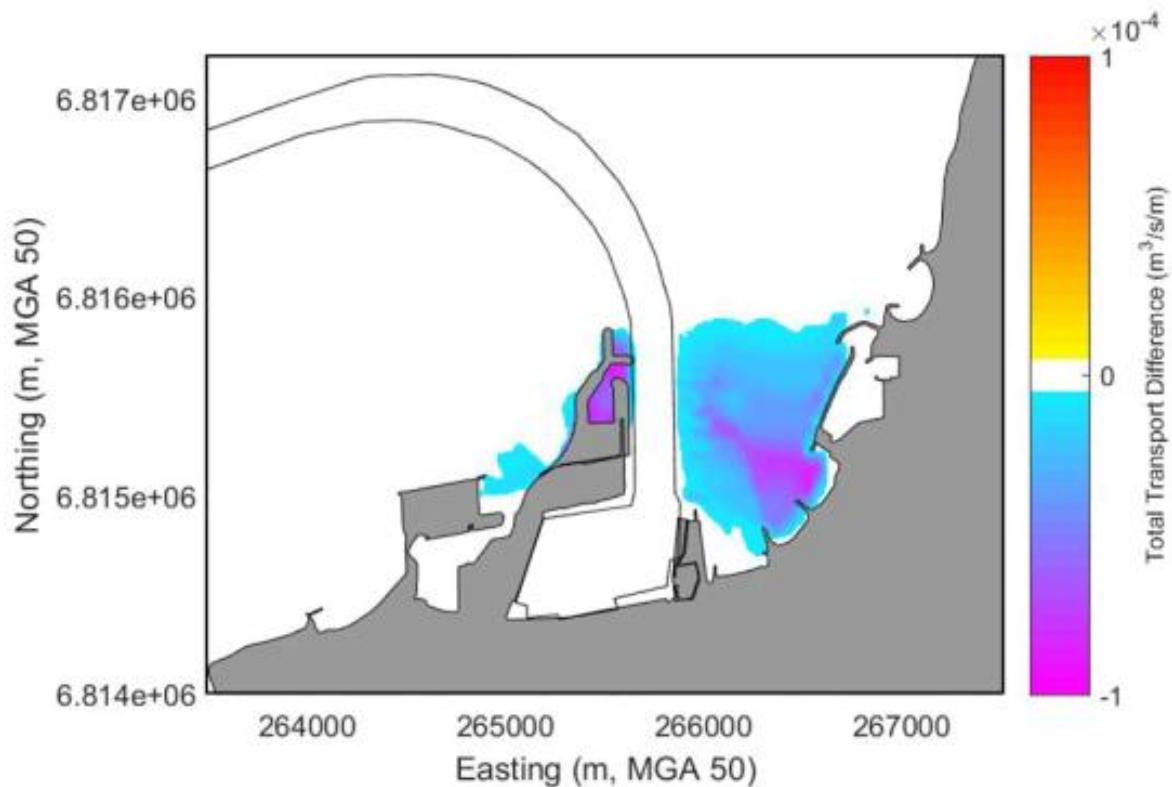 ×10⁻⁴
1
0
-1
Total Transport Difference (m³/s/m)
6.817e+06
6.816e+06
6.815e+06
6.814e+06
Northing (m, MGA 50)
264000 265000 266000 267000
Easting (m, MGA 50)